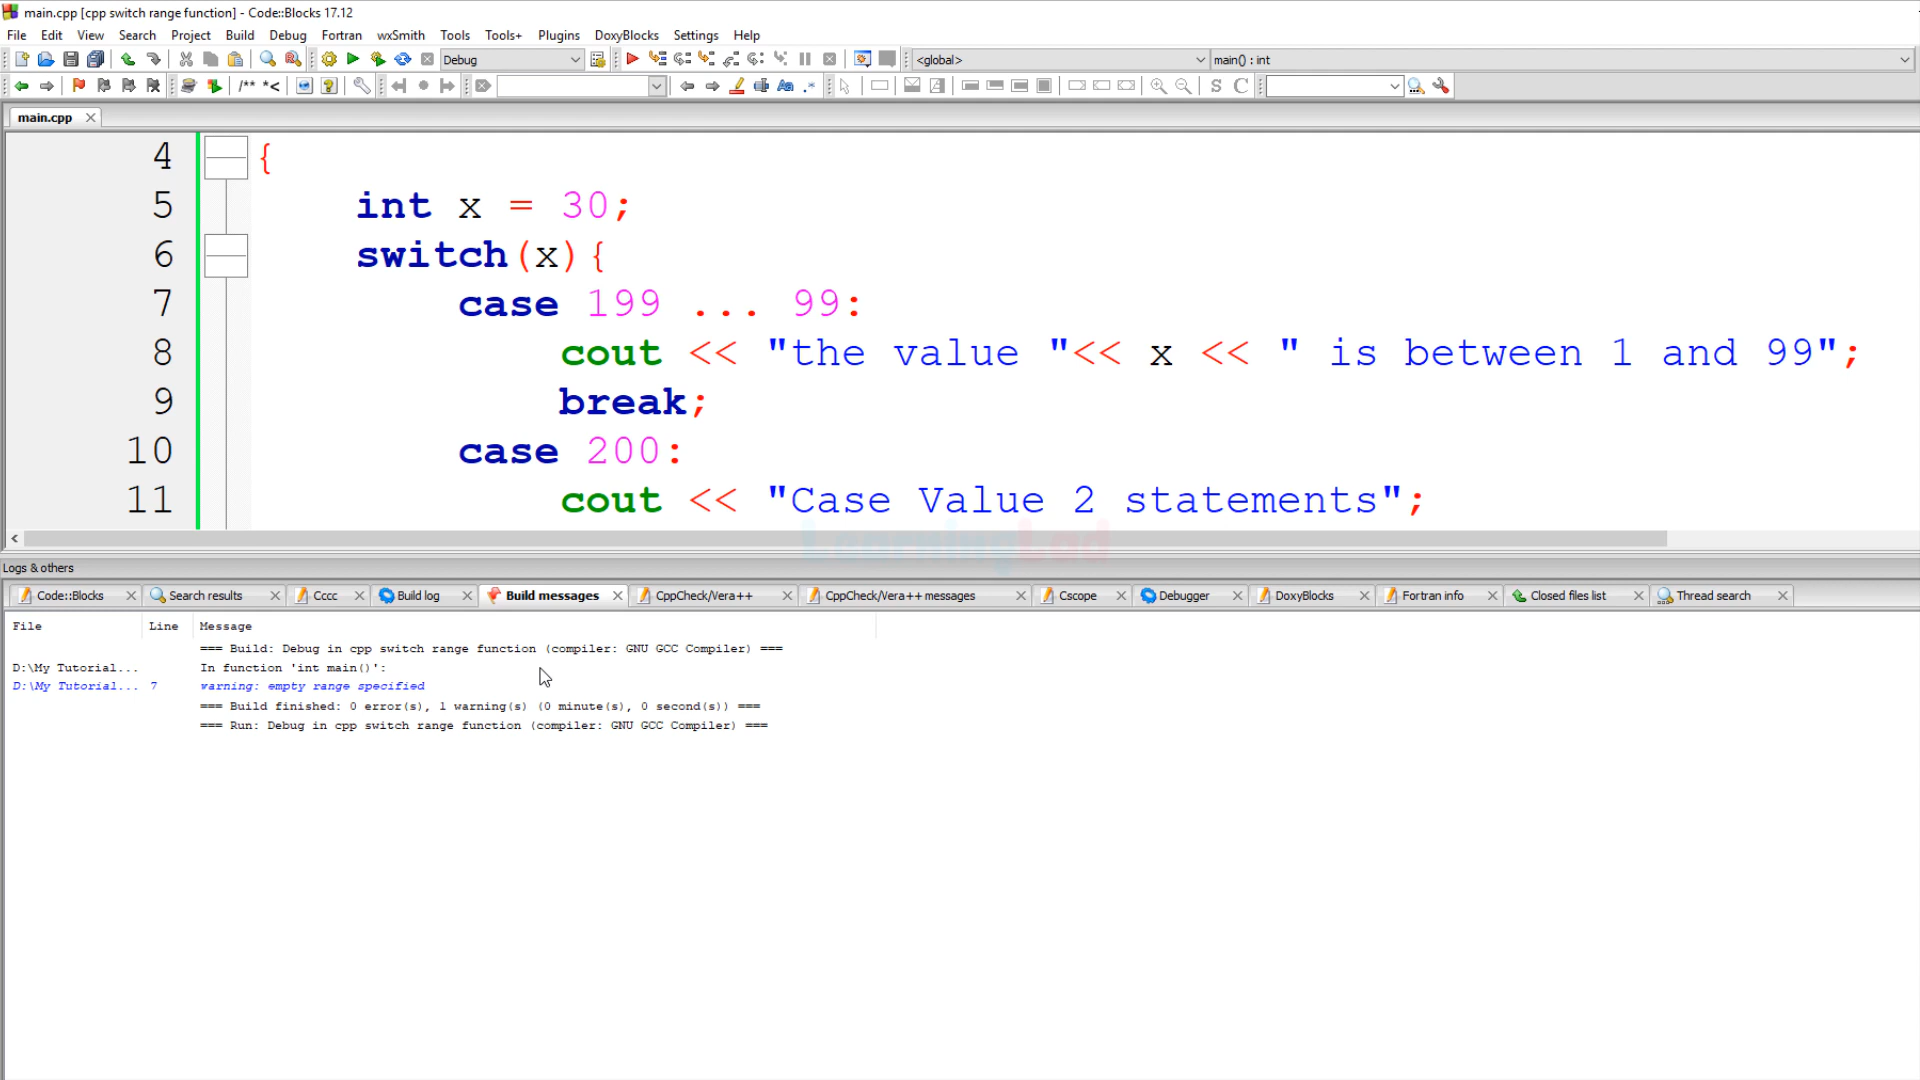 main.cpp [cpp switch range function] - Code::Blocks 17.12
File Edit View Search Project Build Debug Fortran wxSmith Tools Tools+ Plugins DoxyBlocks Settings Help
Debug <global> main() : int
/** *<
main.cpp
4 {
5 int x = 30;
6 switch(x){
7 case 199 ... 99:
8 cout << "the value "<< x << " is between 1 and 99";
9 break;
10 case 200:
11 cout << "Case Value 2 statements";
LearningLad
Logs & others
Code::Blocks Search results Cccc Build log Build messages CppCheck/Vera++ CppCheck/Vera++ messages Cscope Debugger DoxyBlocks Fortran info Closed files list Thread search
File Line Message
=== Build: Debug in cpp switch range function (compiler: GNU GCC Compiler) ===
D:\My Tutorial... In function 'int main()':
D:\My Tutorial... 7 warning: empty range specified
=== Build finished: 0 error(s), 1 warning(s) (0 minute(s), 0 second(s)) ===
=== Run: Debug in cpp switch range function (compiler: GNU GCC Compiler) ===